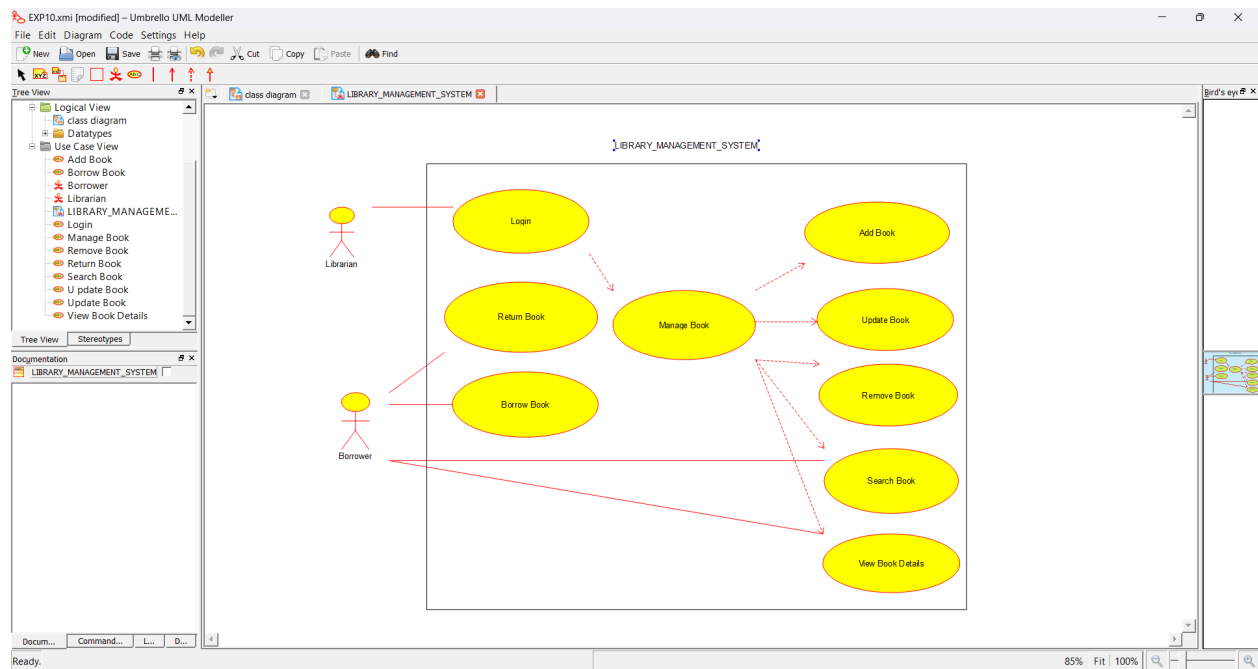 EXP10.xmi [modified] – Umbrello UML Modeller
File Edit Diagram Code Settings Help
New Open Save Cut Copy Paste Find
XYZ ABC
Tree View
class diagram LIBRARY_MANAGEMENT_SYSTEM
Bird's eye
Logical View
class diagram
Datatypes
Use Case View
Add Book
Borrow Book
Borrower
Librarian
LIBRARY_MANAGEME...
Login
Manage Book
Remove Book
Return Book
Search Book
U pdate Book
Update Book
View Book Details
Tree View Stereotypes
Documentation
LIBRARY_MANAGEMENT_SYSTEM
Docum... Command... L... D...
LIBRARY_MANAGEMENT_SYSTEM
Login
Add Book
Librarian
Return Book
Manage Book
Update Book
Borrow Book
Remove Book
Borrower
Search Book
View Book Details
Ready.
85% Fit 100%